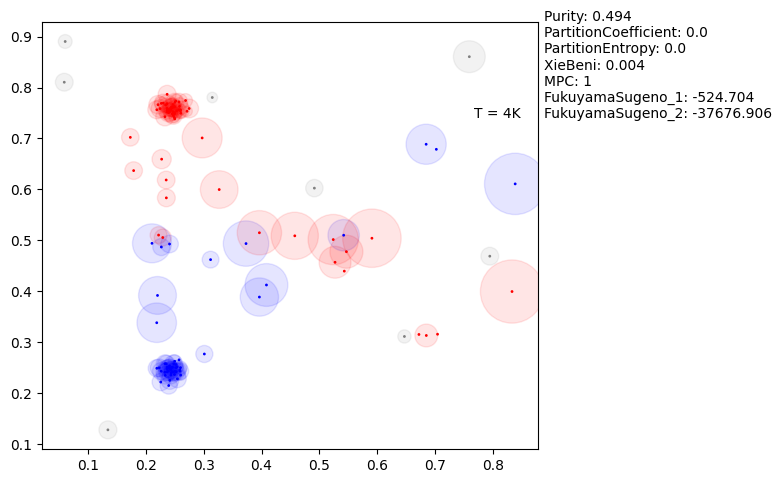 Purity: 0.494
PartitionCoefficient: 0.0
PartitionEntropy: 0.0
XieBeni: 0.004
MPC: 1
FukuyamaSugeno_1: -524.704
FukuyamaSugeno_2: -37676.906
T = 4K
0.9
0.8
0.7
0.6
0.5
0.4
0.3
0.2
0.1
0.1 0.2 0.3 0.4 0.5 0.6 0.7 0.8